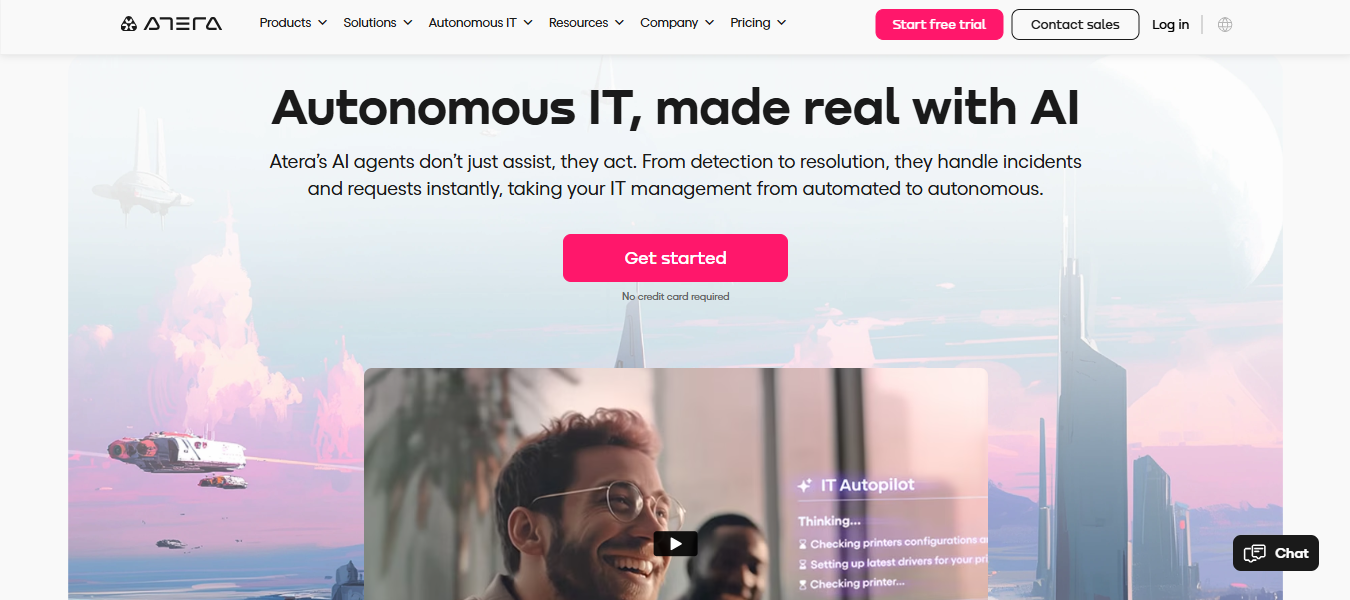 ATERA
Products
Solutions
Autonomous IT
Resources
Company
Pricing
Start free trial
Contact sales
Log in
Autonomous IT, made real with AI
Atera’s AI agents don’t just assist, they act. From detection to resolution, they handle incidents
and requests instantly, taking your IT management from automated to autonomous.
Get started
No credit card required
IT Autopilot
Thinking...
Checking printers configurations
Setting up latest drivers for your
Checking printer...
Chat